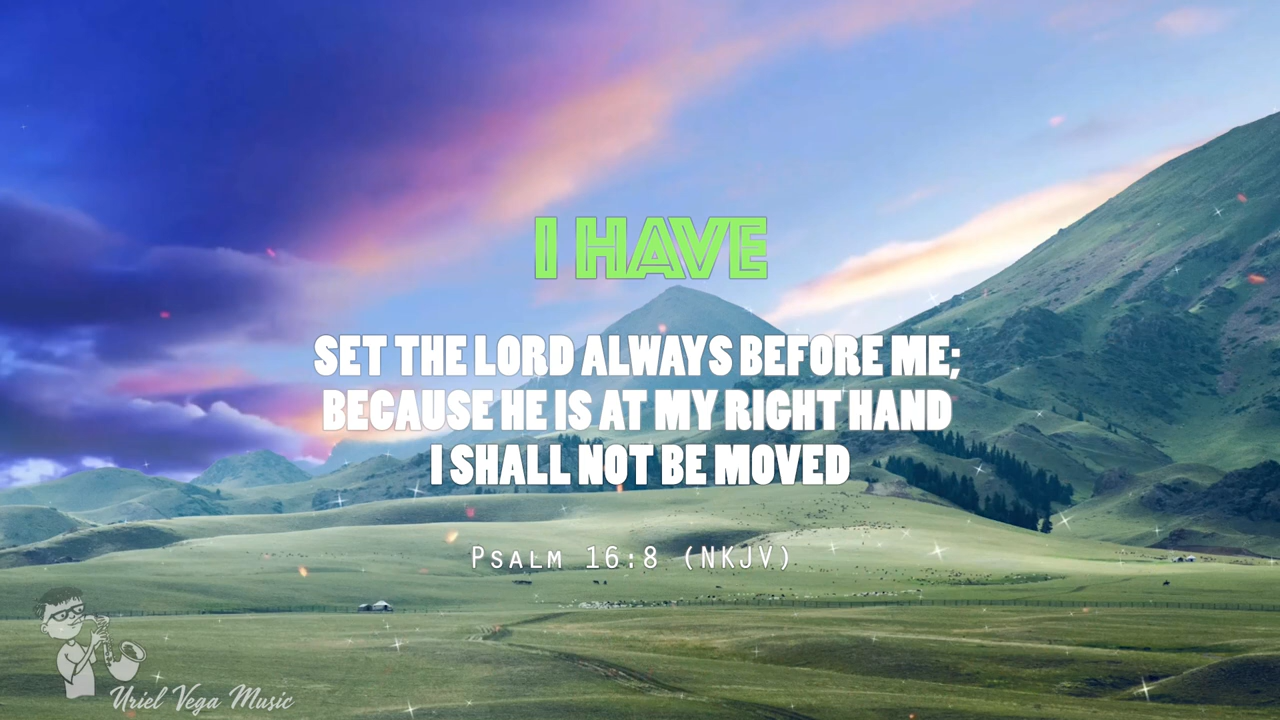 I HAVE
SET THE LORD ALWAYS BEFORE ME;
BECAUSE HE IS AT MY RIGHT HAND
I SHALL NOT BE MOVED
Psalm 16:8 (NKJV)
Uriel Vega Music